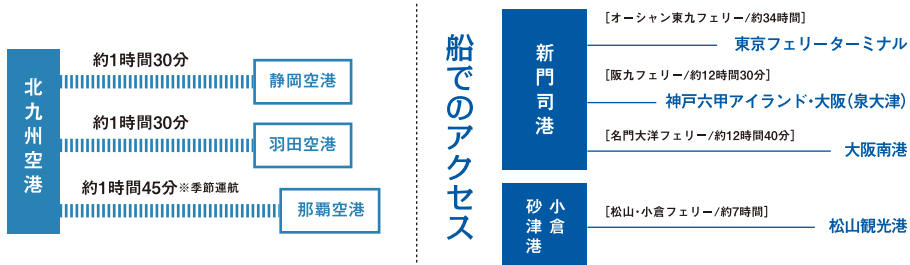 北九州空港
約1時間30分
静岡空港
約1時間30分
羽田空港
約1時間45分※季節運航
那覇空港
船でのアクセス
新門司港
[オーシャン東九フェリー/約34時間]
東京フェリーターミナル
[阪九フェリー/約12時間30分]
神戸六甲アイランド・大阪(泉大津)
[名門大洋フェリー/約12時間40分]
大阪南港
小倉
砂津港
[松山・小倉フェリー/約7時間]
松山観光港